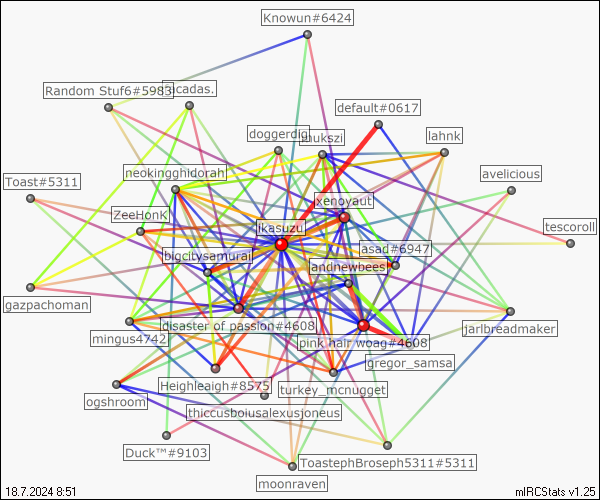 Knowun#6424
Random Stuf6#5983
cicadas.
default#0617
doggerdig
mukszi
lahnk
neokingghidorah
avelicious
Toast#5311
xenoyaut
ZeeHonk
lkasuzu
tescoroll
asad#6947
bigcitysamurai
andnewbees
gazpachoman
disaster of passion#4608
jarlbreadmaker
mingus4742
pink hair woag#4608
gregor_samsa
Heighleaigh#8575
turkey_mcnugget
ogshroom
thiccusboiusalexusjoneus
Duck™#9103
ToastephBroseph5311#5311
moonraven
18.7.2024 8:51
mIRCStats v1.25